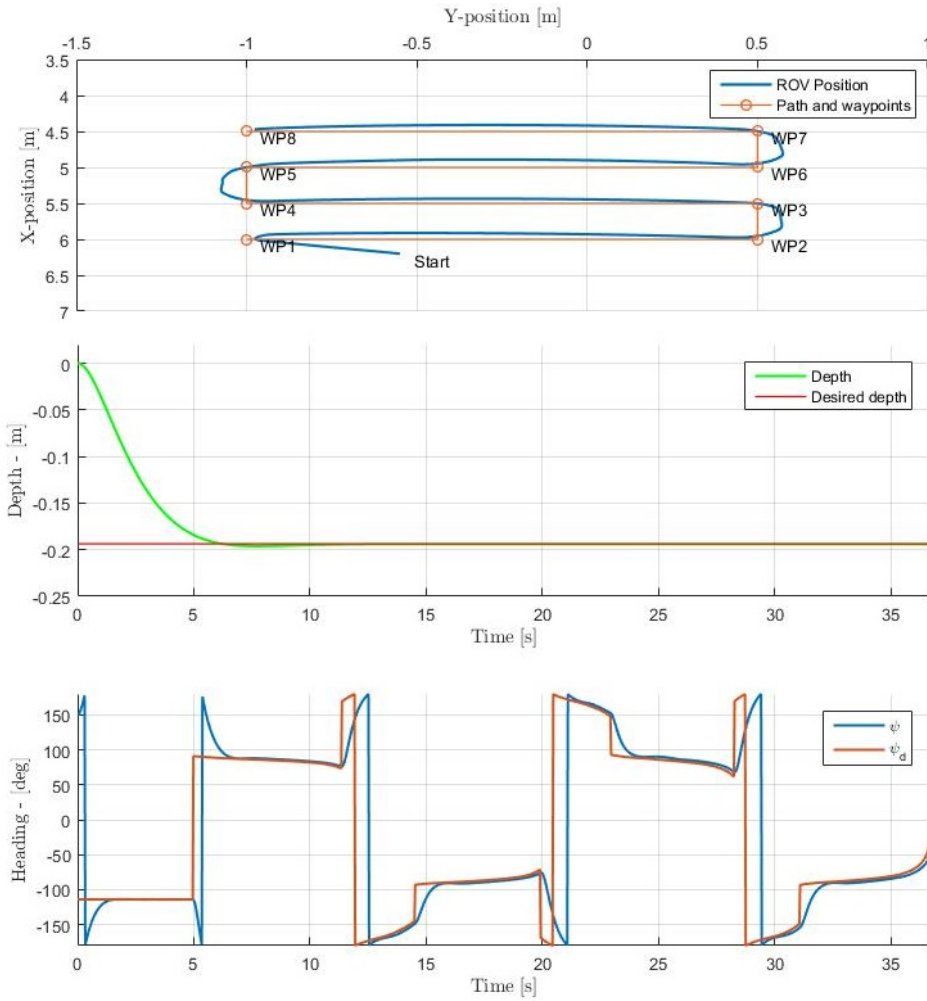 Y-position [m]
-1.5 -1 -0.5 0 0.5 1
3.5
4
4.5
5
5.5
6
6.5
7
X-position [m]
ROV Position
Path and waypoints
WP8 WP7
WP5 WP6
WP4 WP3
WP1 WP2
Start
0
-0.05
-0.1
-0.15
-0.2
-0.25
Depth - [m]
Depth
Desired depth
0 5 10 15 20 25 30 35
Time [s]
150
100
50
0
-50
-100
-150
Heading - [deg]
ψ
ψd
0 5 10 15 20 25 30 35
Time [s]